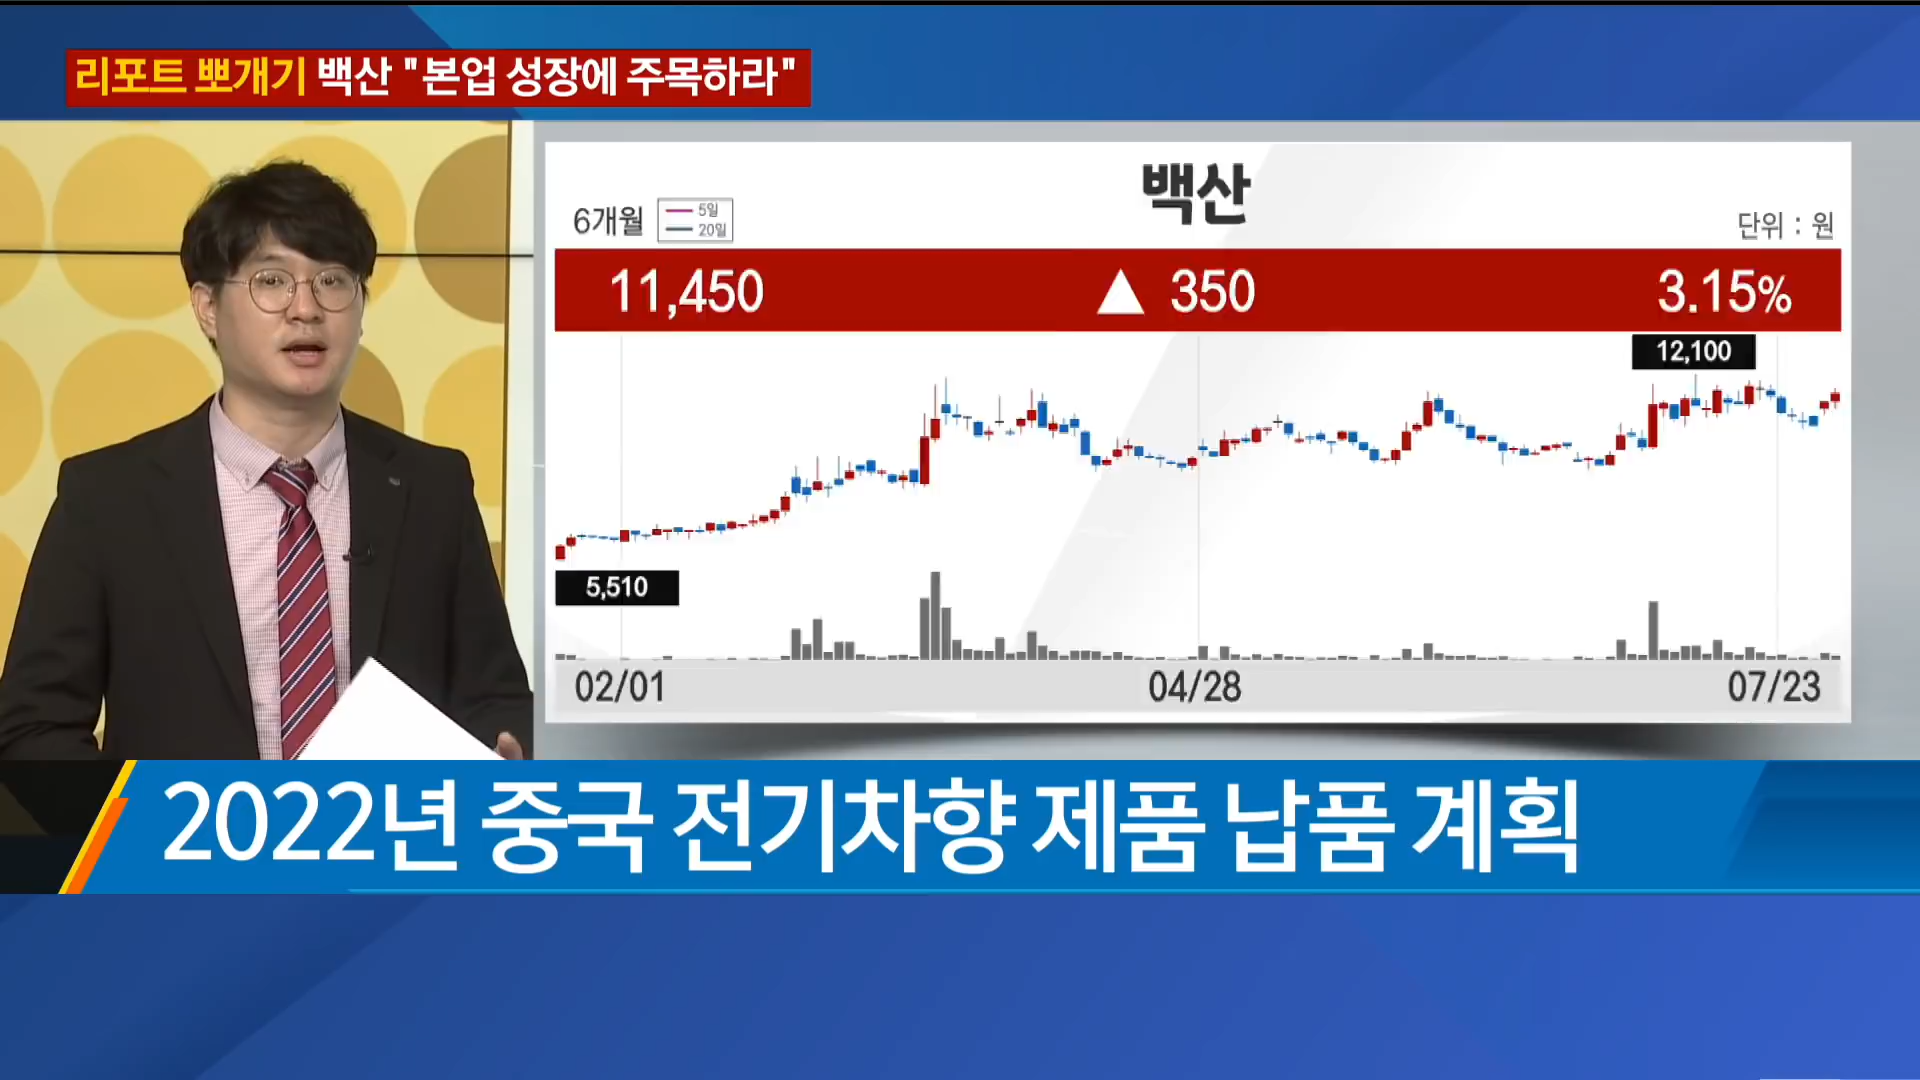 리포트 뽀개기 백산 "본업 성장에 주목하라"
백산
6개월
5일
20일
단위 : 원
11,450 ▲ 350 3.15%
12,100
5,510
02/01 04/28 07/23
2022년 중국 전기차향 제품 납품 계획